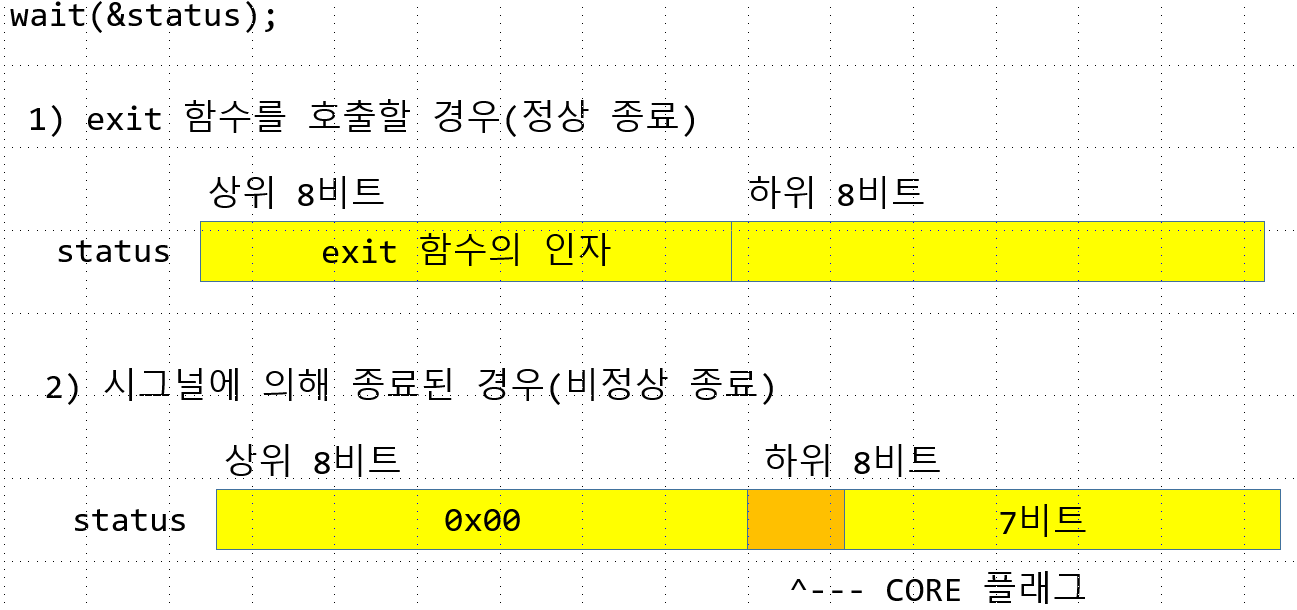 wait(&status);
1) exit 함수를 호출할 경우(정상 종료)
상위 8비트 하위 8비트
status exit 함수의 인자
2) 시그널에 의해 종료된 경우(비정상 종료)
상위 8비트 하위 8비트
status 0x00 7비트
^--- CORE 플래그